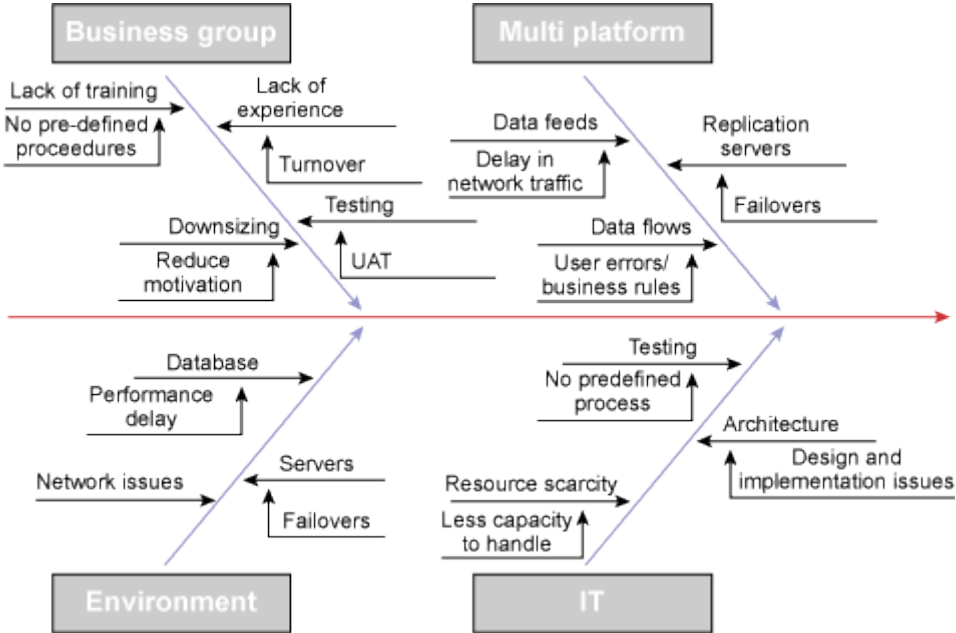 Business group
Multi platform
Lack of training
No pre-defined
proceedures
Lack of
experience
Turnover
Testing
UAT
Downsizing
Reduce
motivation
Data feeds
Delay in
network traffic
Replication
servers
Failovers
Data flows
User errors/
business rules
Database
Performance
delay
Network issues
Servers
Failovers
Testing
No predefined
process
Architecture
Design and
implementation issues
Resource scarcity
Less capacity
to handle
Environment
IT